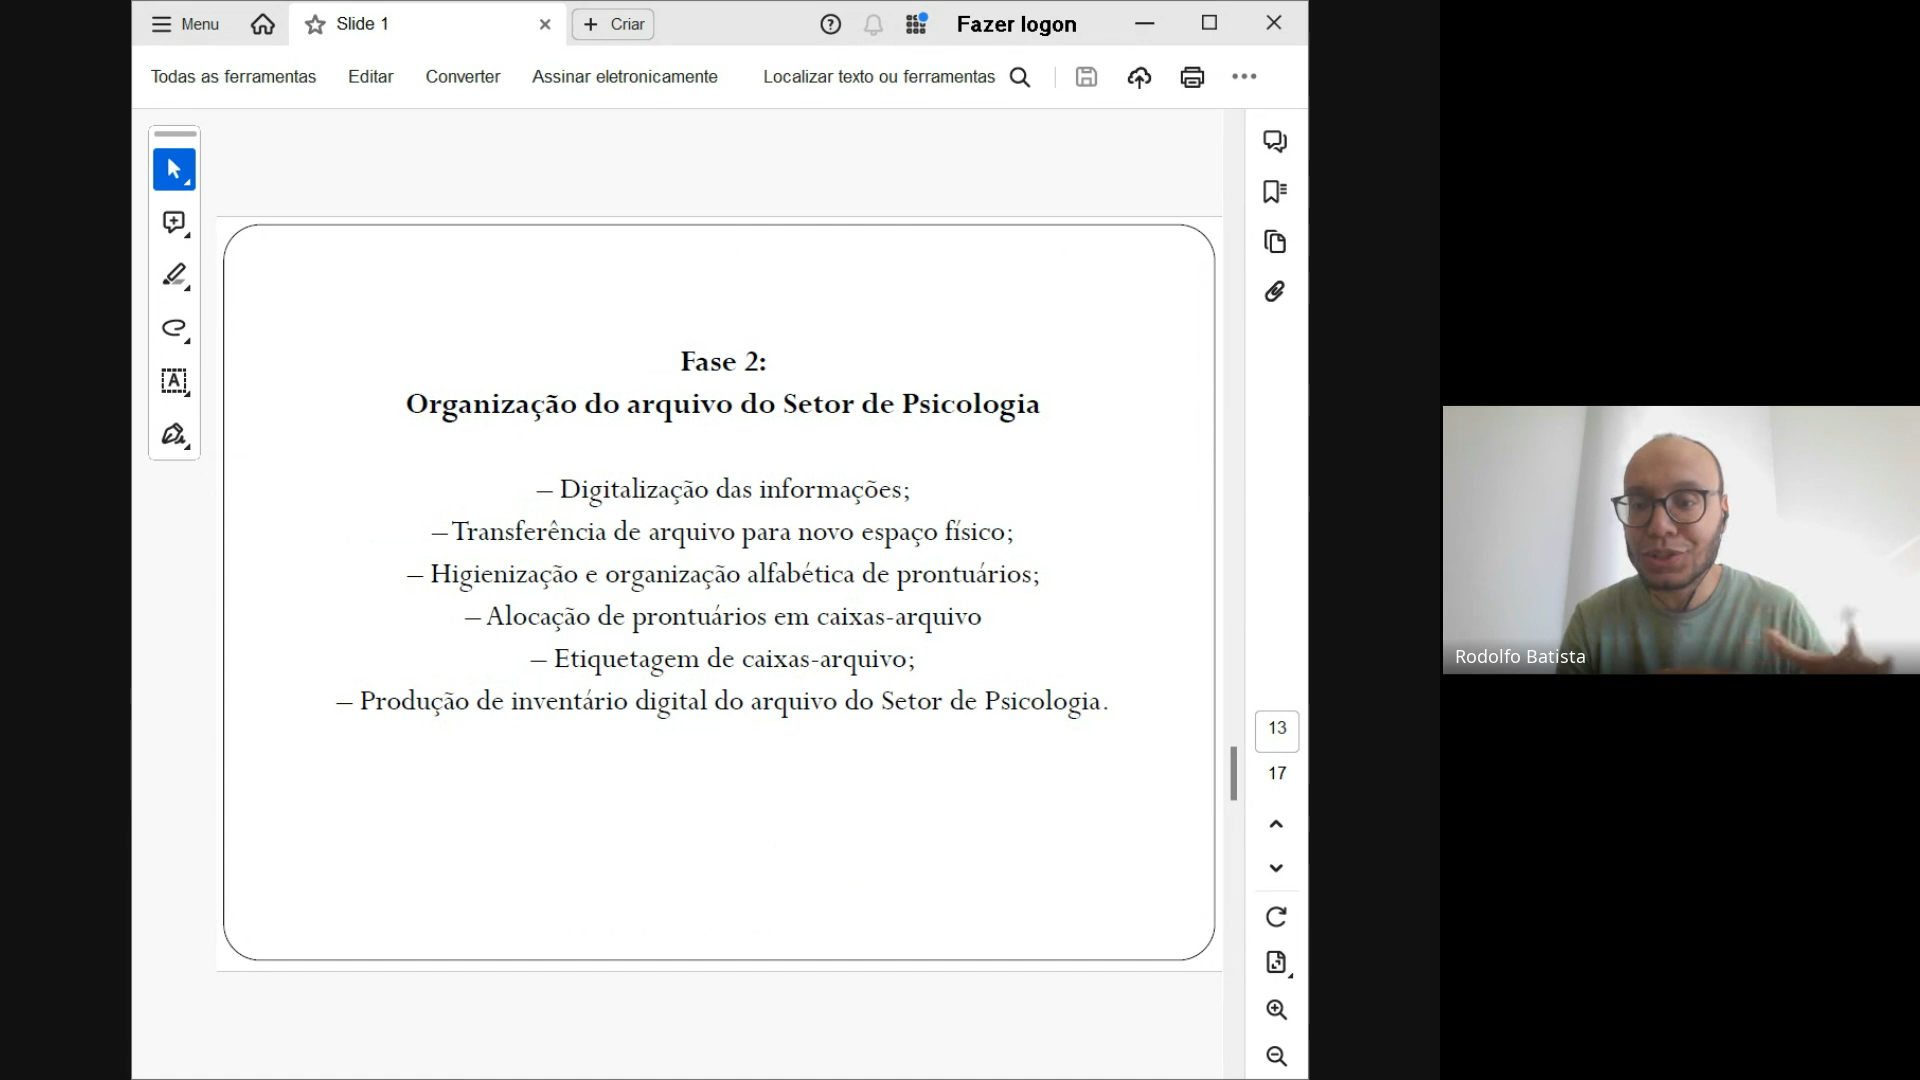 Menu
Slide 1
Criar
Fazer logon
Todas as ferramentas
Editar
Converter
Assinar eletronicamente
Localizar texto ou ferramentas
Fase 2:
Organização do arquivo do Setor de Psicologia
– Digitalização das informações;
– Transferência de arquivo para novo espaço físico;
– Higienização e organização alfabética de prontuários;
– Alocação de prontuários em caixas-arquivo
– Etiquetagem de caixas-arquivo;
– Produção de inventário digital do arquivo do Setor de Psicologia.
13
17
Rodolfo Batista